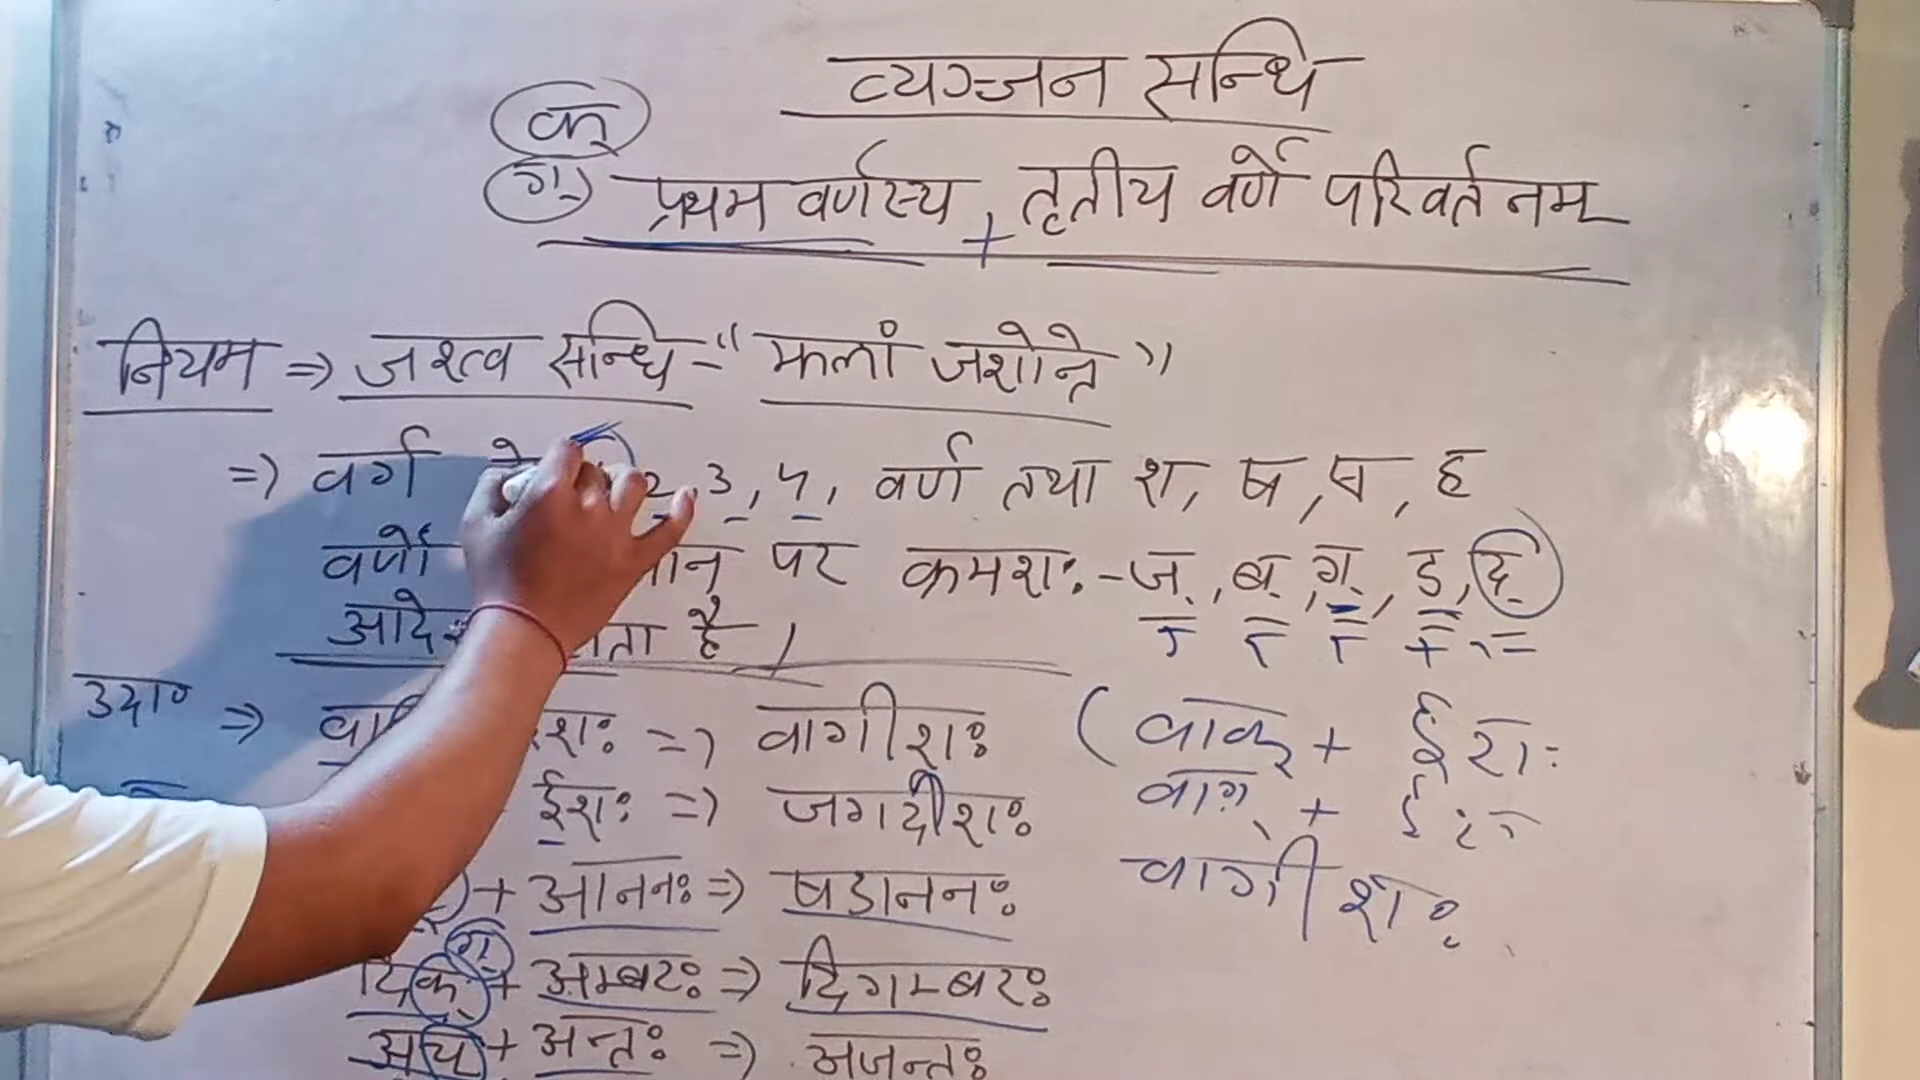 व्यञ्जन सन्धि
क्
ग् प्रथम वर्णस्य, तृतीय वर्णे परिवर्तनम्
नियम => जश्त्व सन्धि - "झलां जशोन्ते"
=> वर्ग 2, 3, 4, वर्ण तथा श, ष, स, ह
वर्णों पर क्रमशः - ज्, ब्, ग्, ड्, द्
है।
उदा० => => वागीशः (वाक् + ईशः
+ ईशः => जगदीशः वाग् +
+ आननः => षडाननः वागीशः
ग्
दिक् + अम्बरः => दिगम्बरः
अच् + अन्तः => अजन्तः